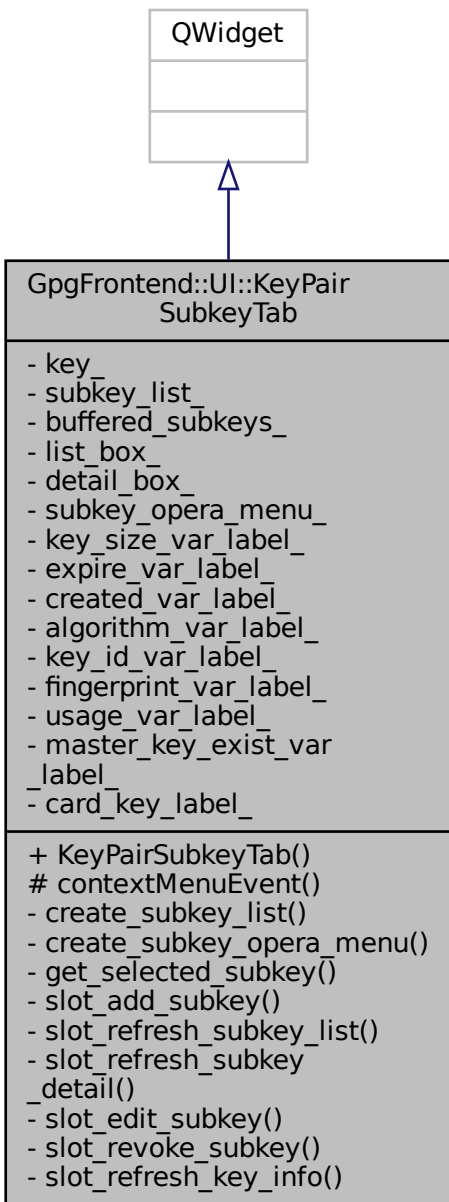 QWidget
GpgFrontend::UI::KeyPair
SubkeyTab
- key_
- subkey_list_
- buffered_subkeys_
- list_box_
- detail_box_
- subkey_opera_menu_
- key_size_var_label_
- expire_var_label_
- created_var_label_
- algorithm_var_label_
- key_id_var_label_
- fingerprint_var_label_
- usage_var_label_
- master_key_exist_var
_label_
- card_key_label_
+ KeyPairSubkeyTab()
# contextMenuEvent()
- create_subkey_list()
- create_subkey_opera_menu()
- get_selected_subkey()
- slot_add_subkey()
- slot_refresh_subkey_list()
- slot_refresh_subkey
_detail()
- slot_edit_subkey()
- slot_revoke_subkey()
- slot_refresh_key_info()